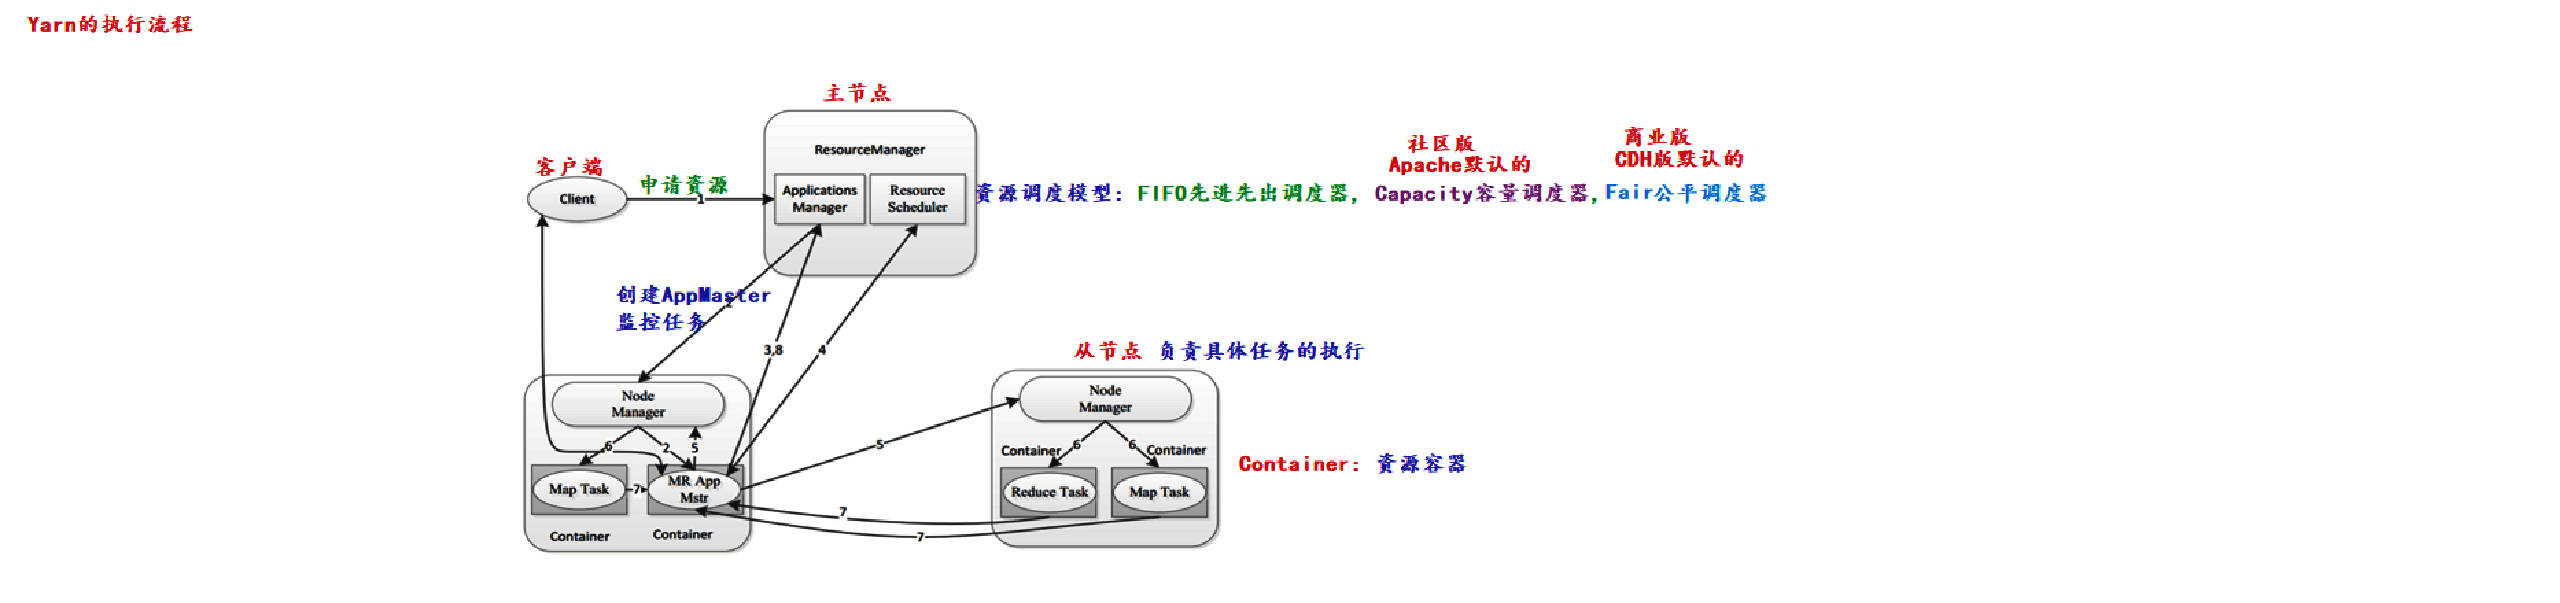 Yarn的执行流程
主节点
ResourceManager
Applications
Manager
Resource
Scheduler
客户端
Client
申请资源
1
资源调度模型: FIFO先进先出调度器, Capacity容量调度器, Fair公平调度器
社区版
Apache默认的
商业版
CDH版默认的
创建AppMaster
监控任务
2
3,8
4
Node
Manager
6
2
5
Map Task
7
MR App
Mstr
Container
Container
5
从节点 负责具体任务的执行
Node
Manager
Container
6
6
Container
Reduce Task
Map Task
7
7
Container: 资源容器